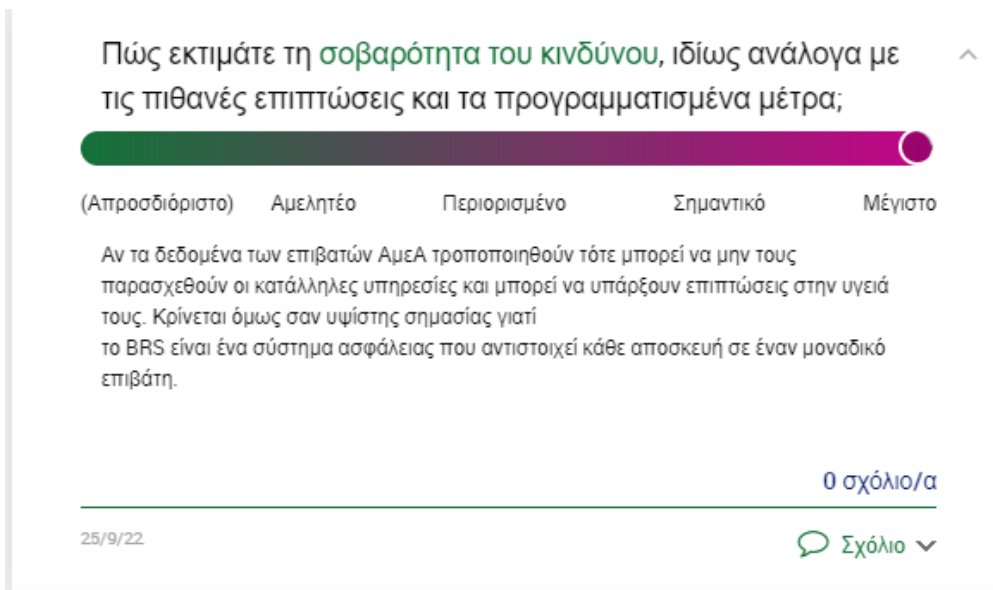 Πώς εκτιμάτε τη σοβαρότητα του κινδύνου, ιδίως ανάλογα με
τις πιθανές επιπτώσεις και τα προγραμματισμένα μέτρα;
(Απροσδιόριστο) Αμελητέο Περιορισμένο Σημαντικό Μέγιστο
Αν τα δεδομένα των επιβατών ΑμεΑ τροποποιηθούν τότε μπορεί να μην τους
παρασχεθούν οι κατάλληλες υπηρεσίες και μπορεί να υπάρξουν επιπτώσεις στην υγειά
τους. Κρίνεται όμως σαν υψίστης σημασίας γιατί
το BRS είναι ένα σύστημα ασφάλειας που αντιστοιχεί κάθε αποσκευή σε έναν μοναδικό
επιβάτη.
0 σχόλιο/α
25/9/22
Σχόλιο